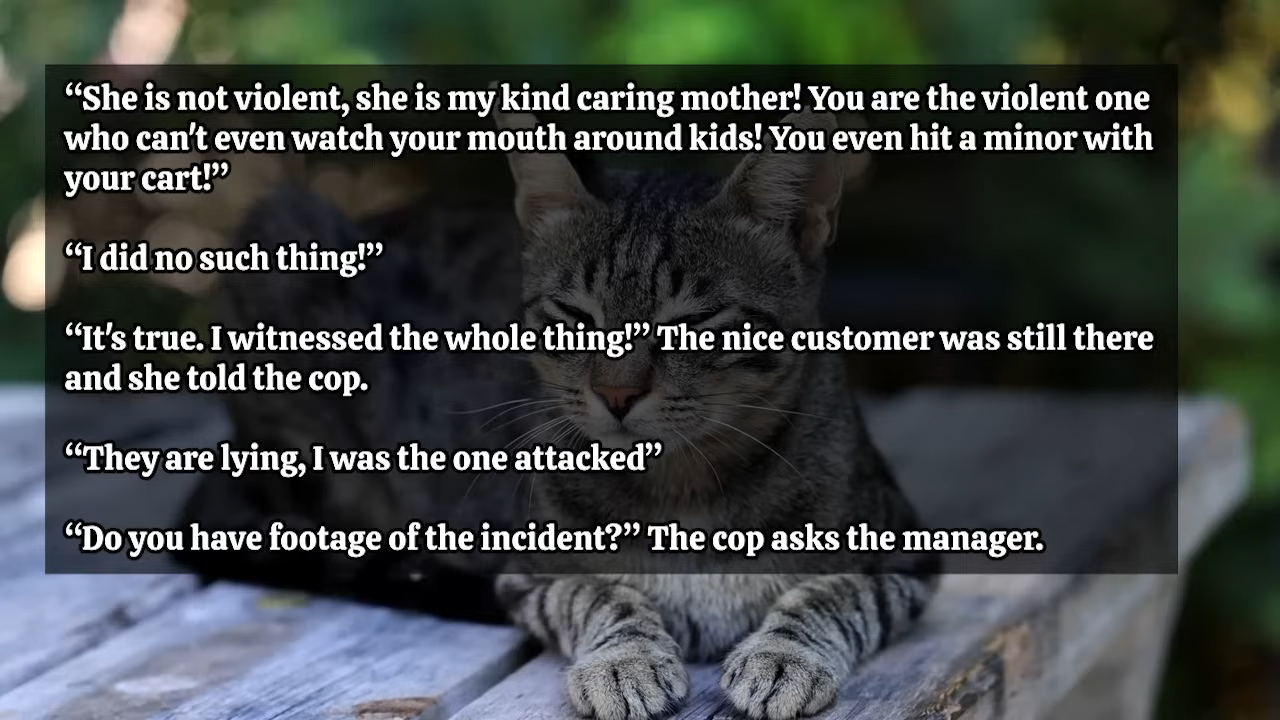 “She is not violent, she is my kind caring mother! You are the violent one
who can't even watch your mouth around kids! You even hit a minor with
your cart!”
“I did no such thing!”
“It's true. I witnessed the whole thing!” The nice customer was still there
and she told the cop.
“They are lying, I was the one attacked”
“Do you have footage of the incident?” The cop asks the manager.